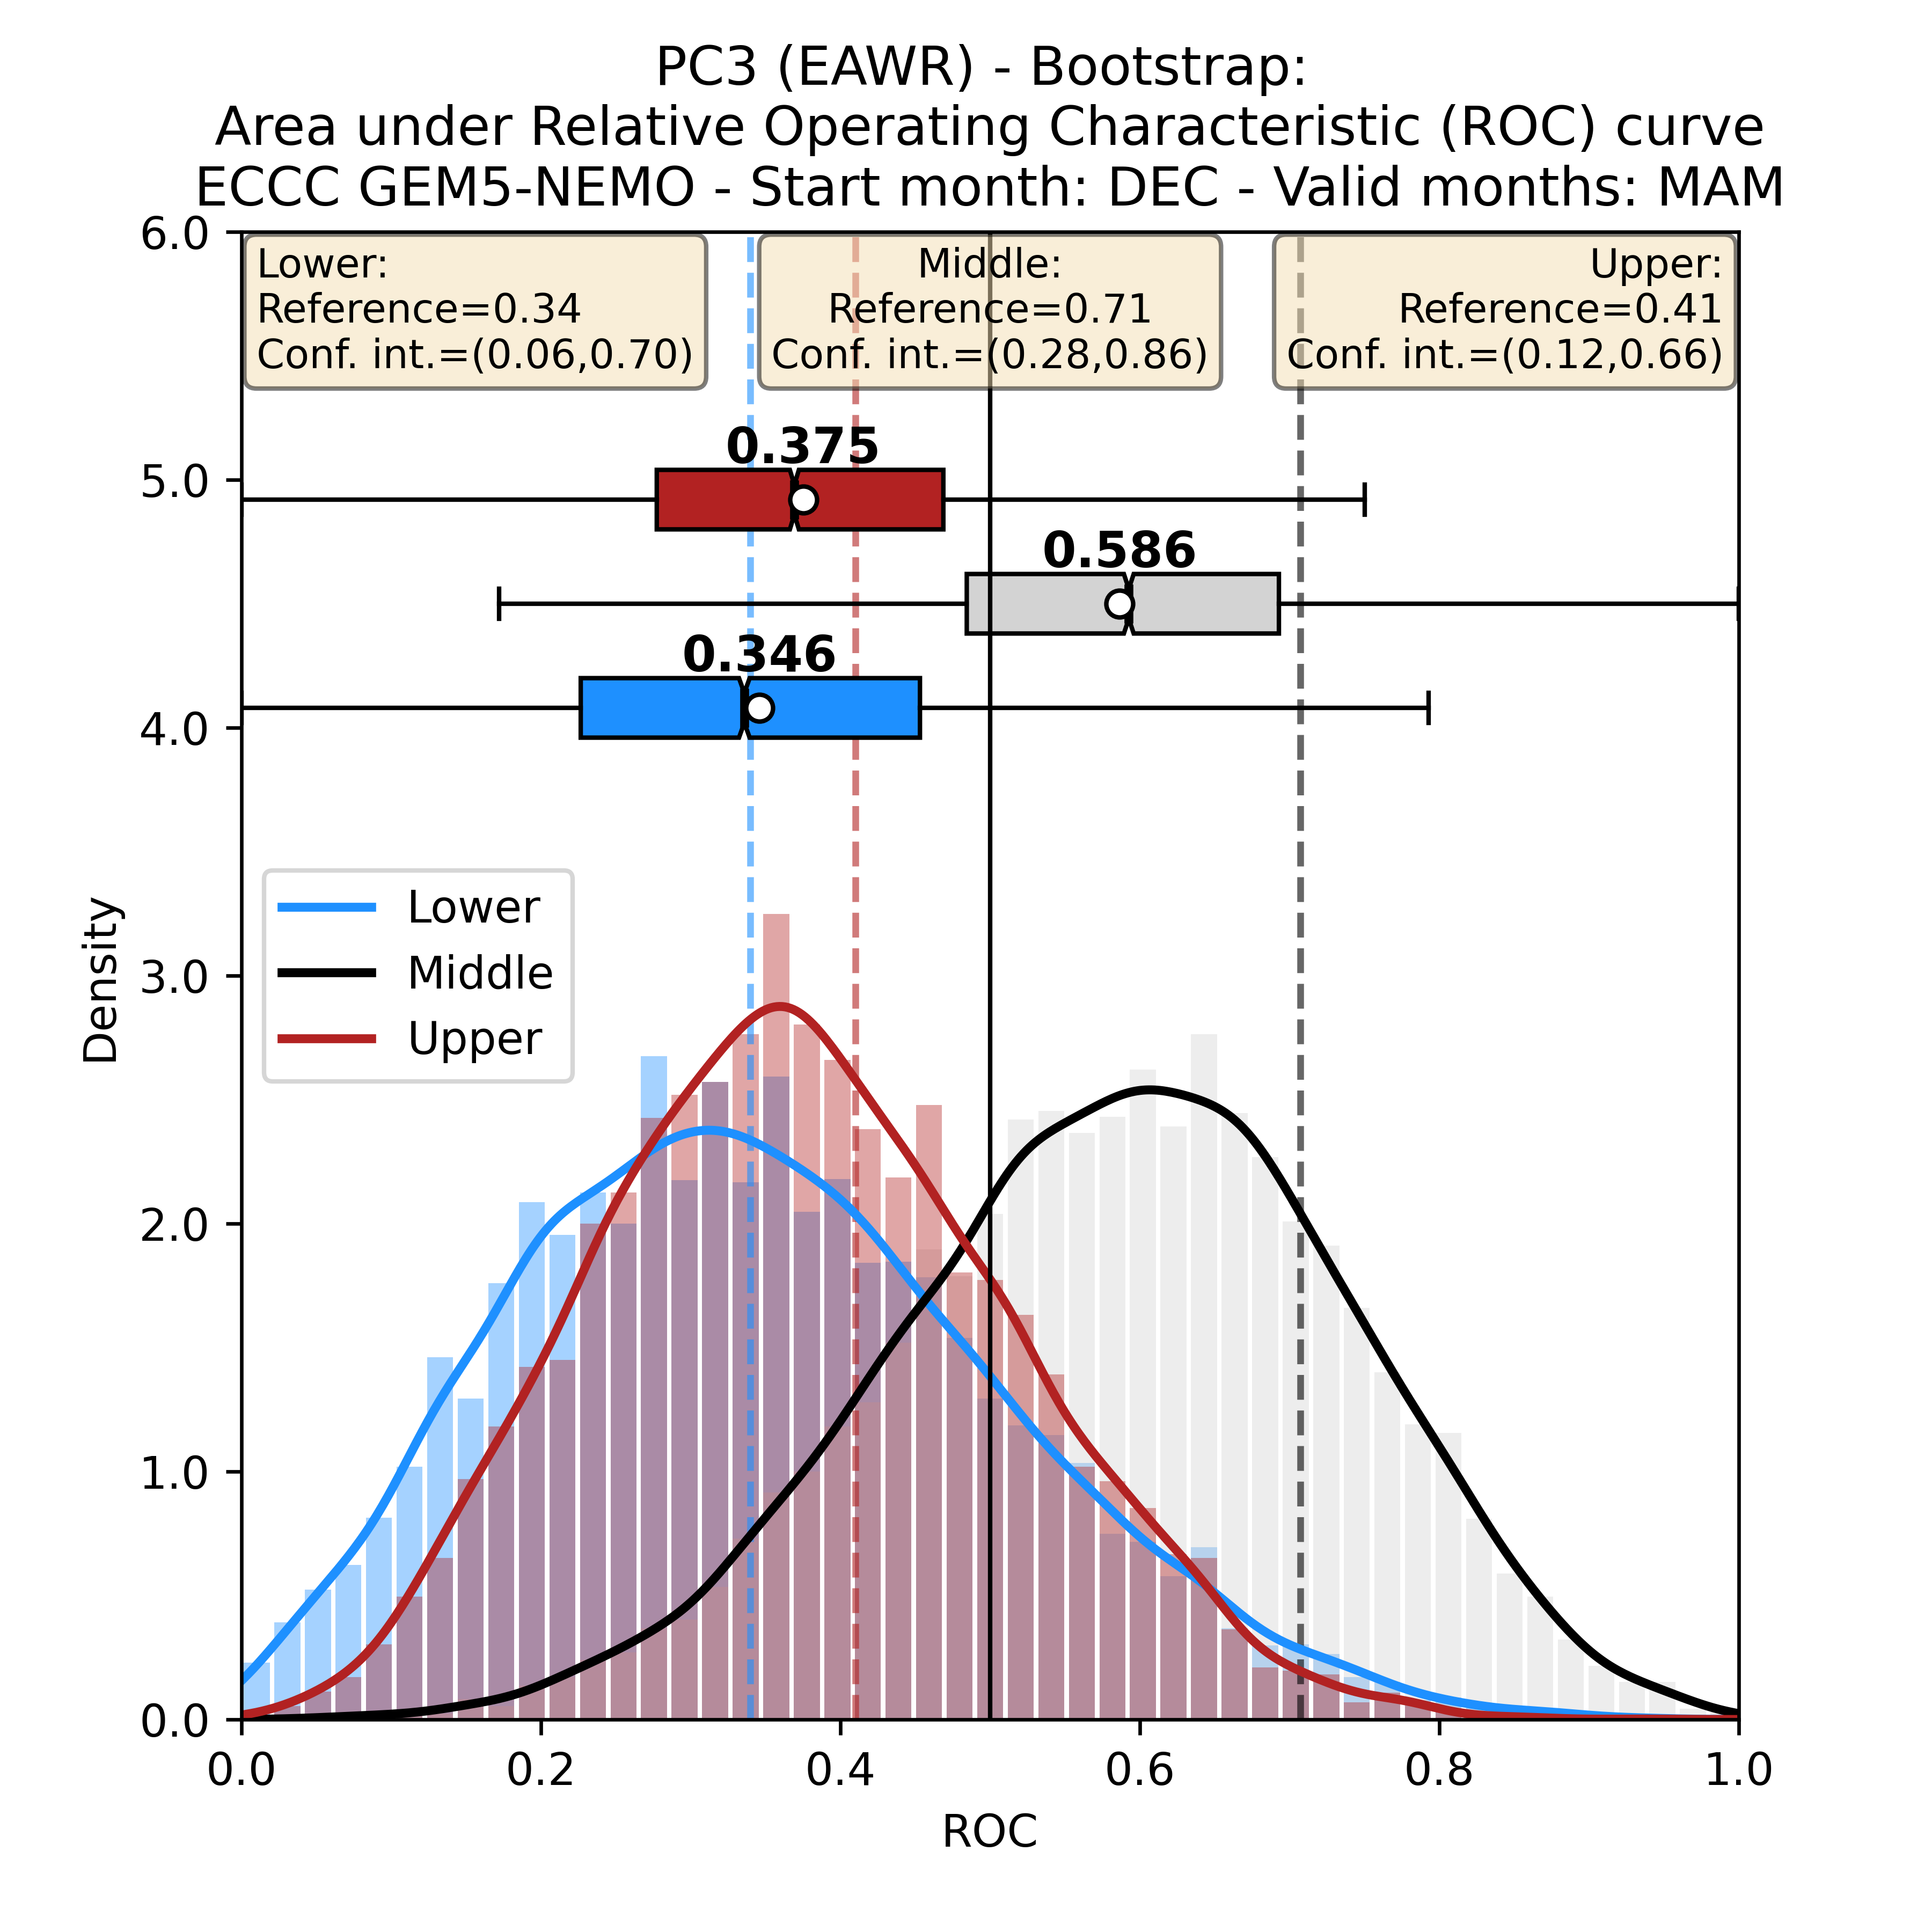 PC3 (EAWR) - Bootstrap:
Area under Relative Operating Characteristic (ROC) curve
ECCC GEM5-NEMO - Start month: DEC - Valid months: MAM
Lower:
Reference=0.34
Conf. int.=(0.06,0.70)
Middle:
Reference=0.71
Conf. int.=(0.28,0.86)
Upper:
Reference=0.41
Conf. int.=(0.12,0.66)
0.375
0.586
0.346
Lower
Middle
Upper
Density
6.0
5.0
4.0
3.0
2.0
1.0
0.0
0.0 0.2 0.4 0.6 0.8 1.0
ROC